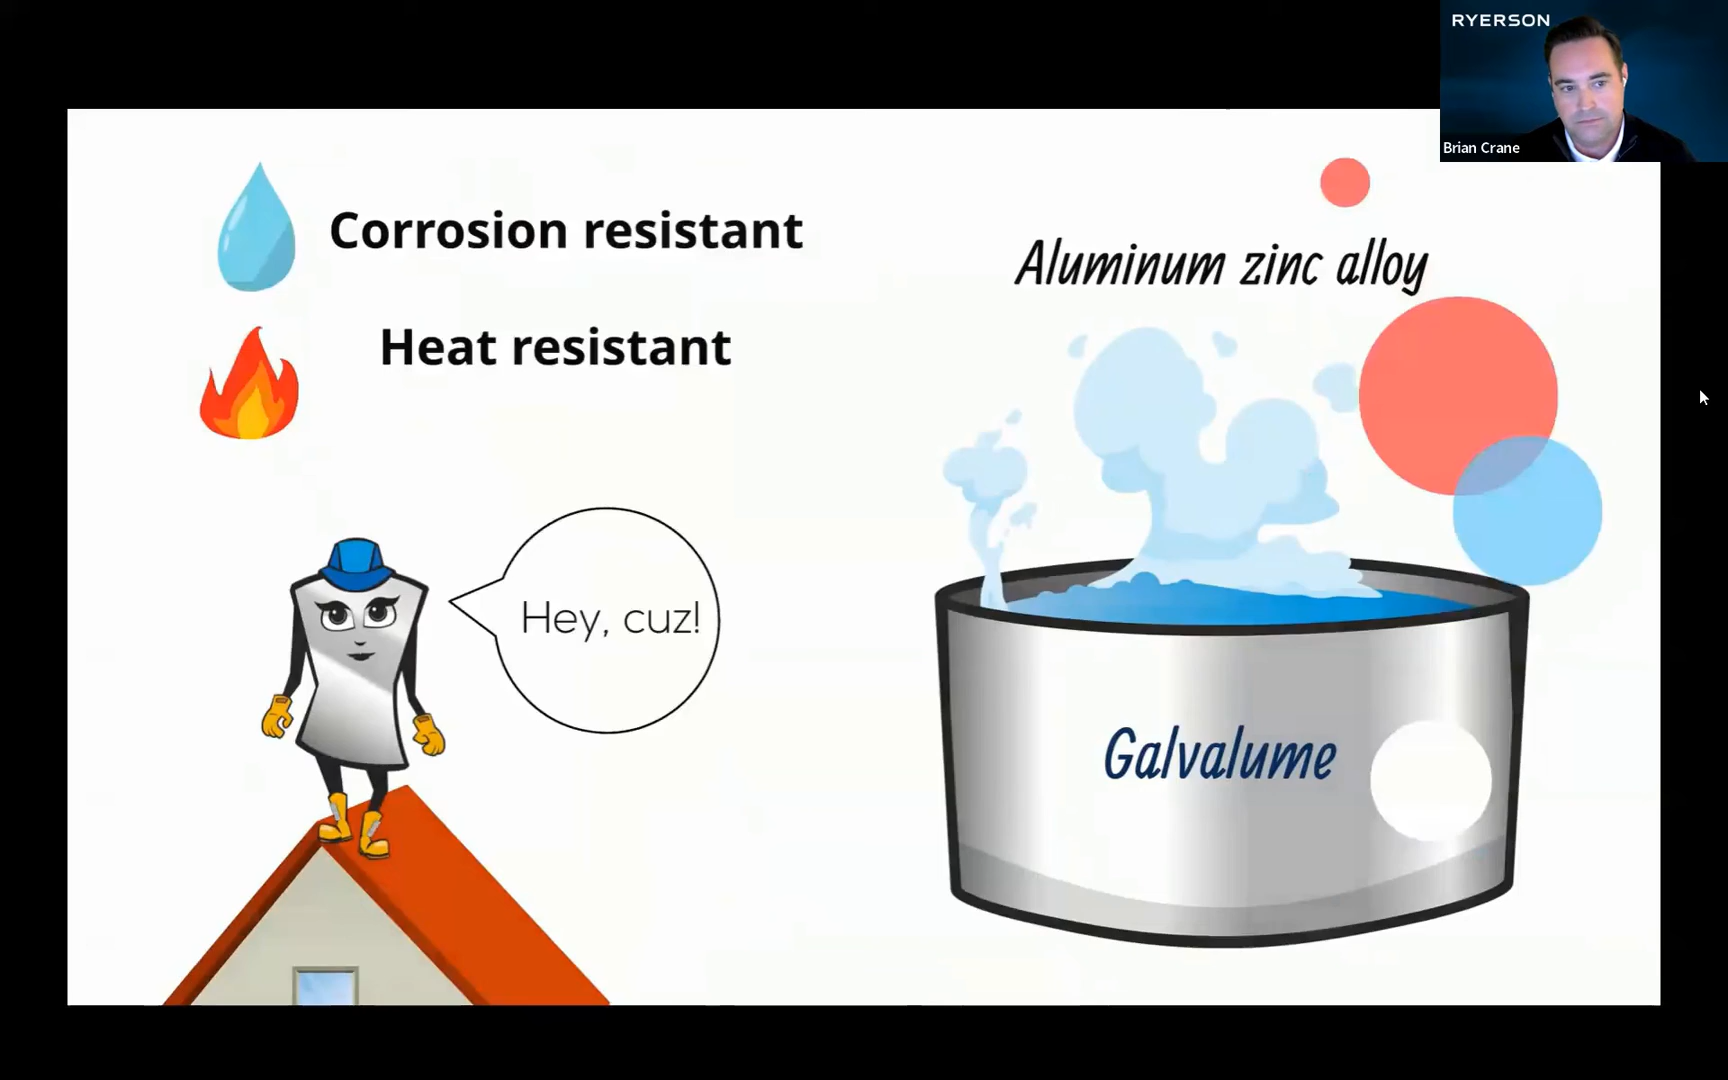 RYERSON
Brian Crane
Corrosion resistant
Heat resistant
Aluminum zinc alloy
Hey, cuz!
Galvalume